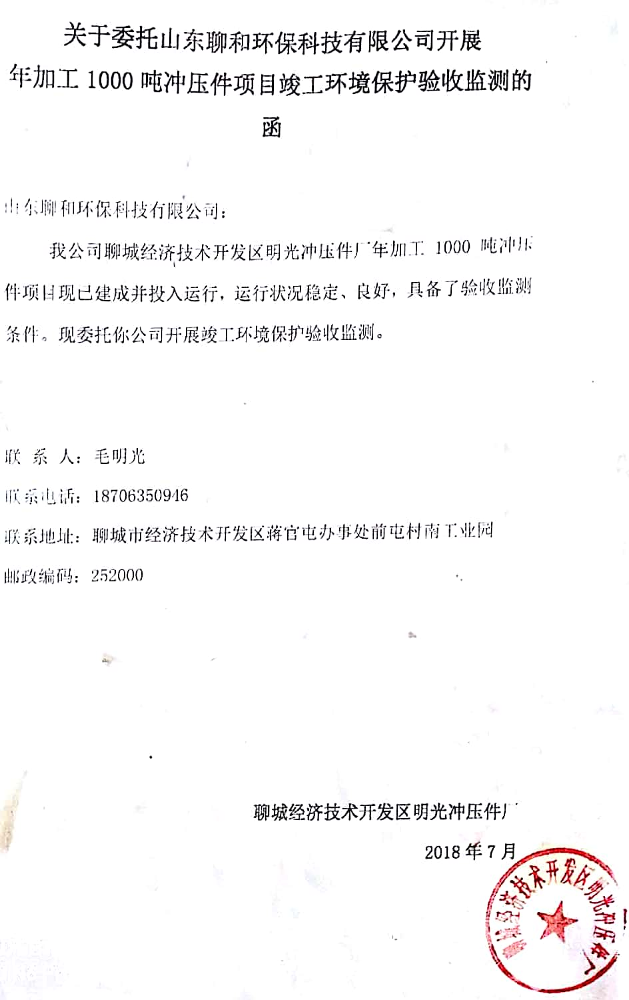 关于委托山东聊和环保科技有限公司开展
年加工 1000 吨冲压件项目竣工环境保护验收监测的
函
山东聊和环保科技有限公司：
我公司聊城经济技术开发区明光冲压件厂年加工 1000 吨冲压
件项目现已建成并投入运行，运行状况稳定、良好，具备了验收监测
条件。现委托你公司开展竣工环境保护验收监测。
联 系 人：毛明光
联系电话：18706350946
联系地址：聊城市经济技术开发区蒋官屯办事处前屯村南工业园
邮政编码：252000
聊城经济技术开发区明光冲压件厂
2018 年 7 月
聊城经济技术开发区明光冲压件厂